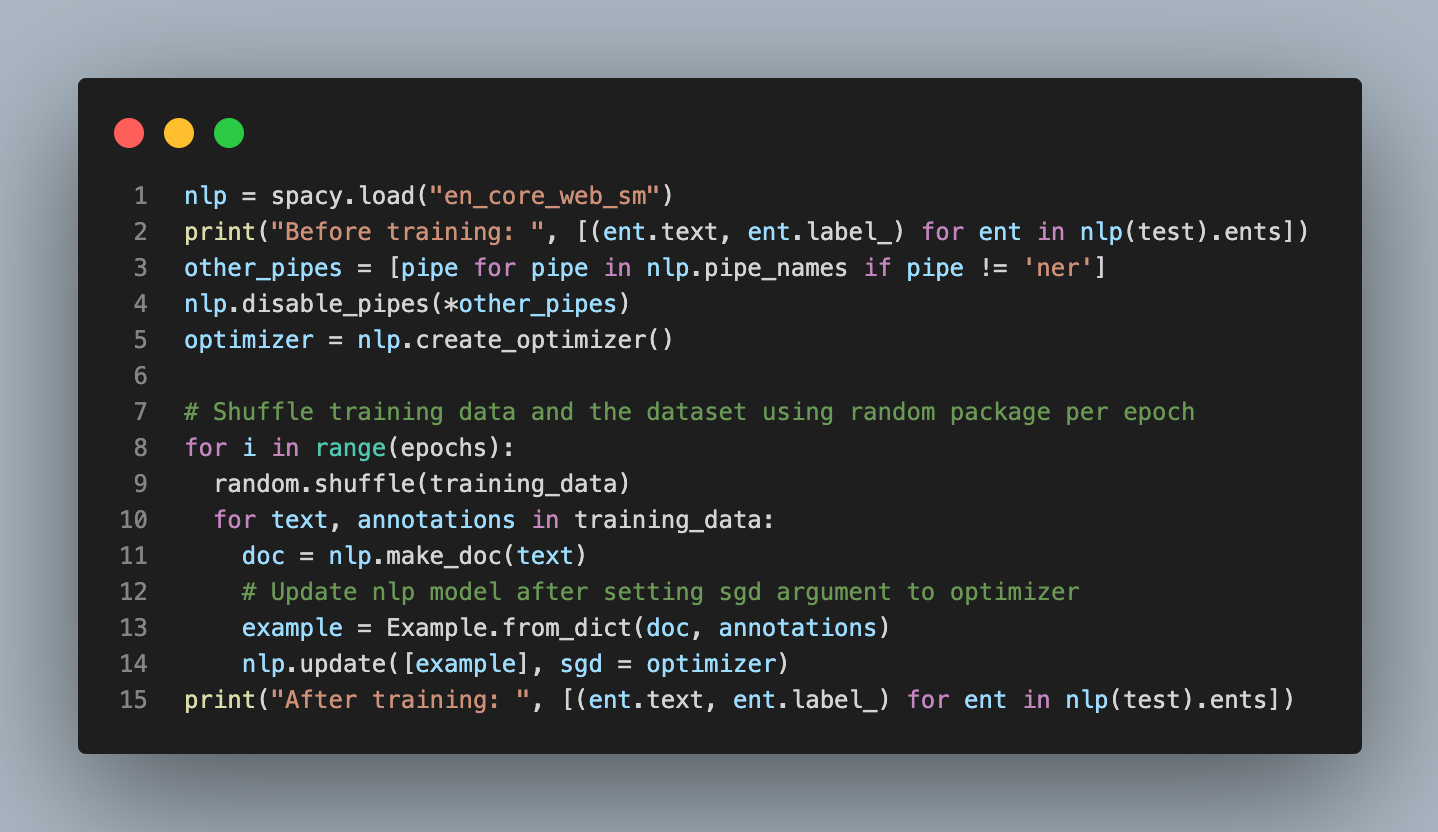 1 nlp = spacy.load("en_core_web_sm")
2 print("Before training: ", [(ent.text, ent.label_) for ent in nlp(test).ents])
3 other_pipes = [pipe for pipe in nlp.pipe_names if pipe != 'ner']
4 nlp.disable_pipes(*other_pipes)
5 optimizer = nlp.create_optimizer()
6
7 # Shuffle training data and the dataset using random package per epoch
8 for i in range(epochs):
9   random.shuffle(training_data)
10   for text, annotations in training_data:
11     doc = nlp.make_doc(text)
12     # Update nlp model after setting sgd argument to optimizer
13     example = Example.from_dict(doc, annotations)
14     nlp.update([example], sgd = optimizer)
15 print("After training: ", [(ent.text, ent.label_) for ent in nlp(test).ents])